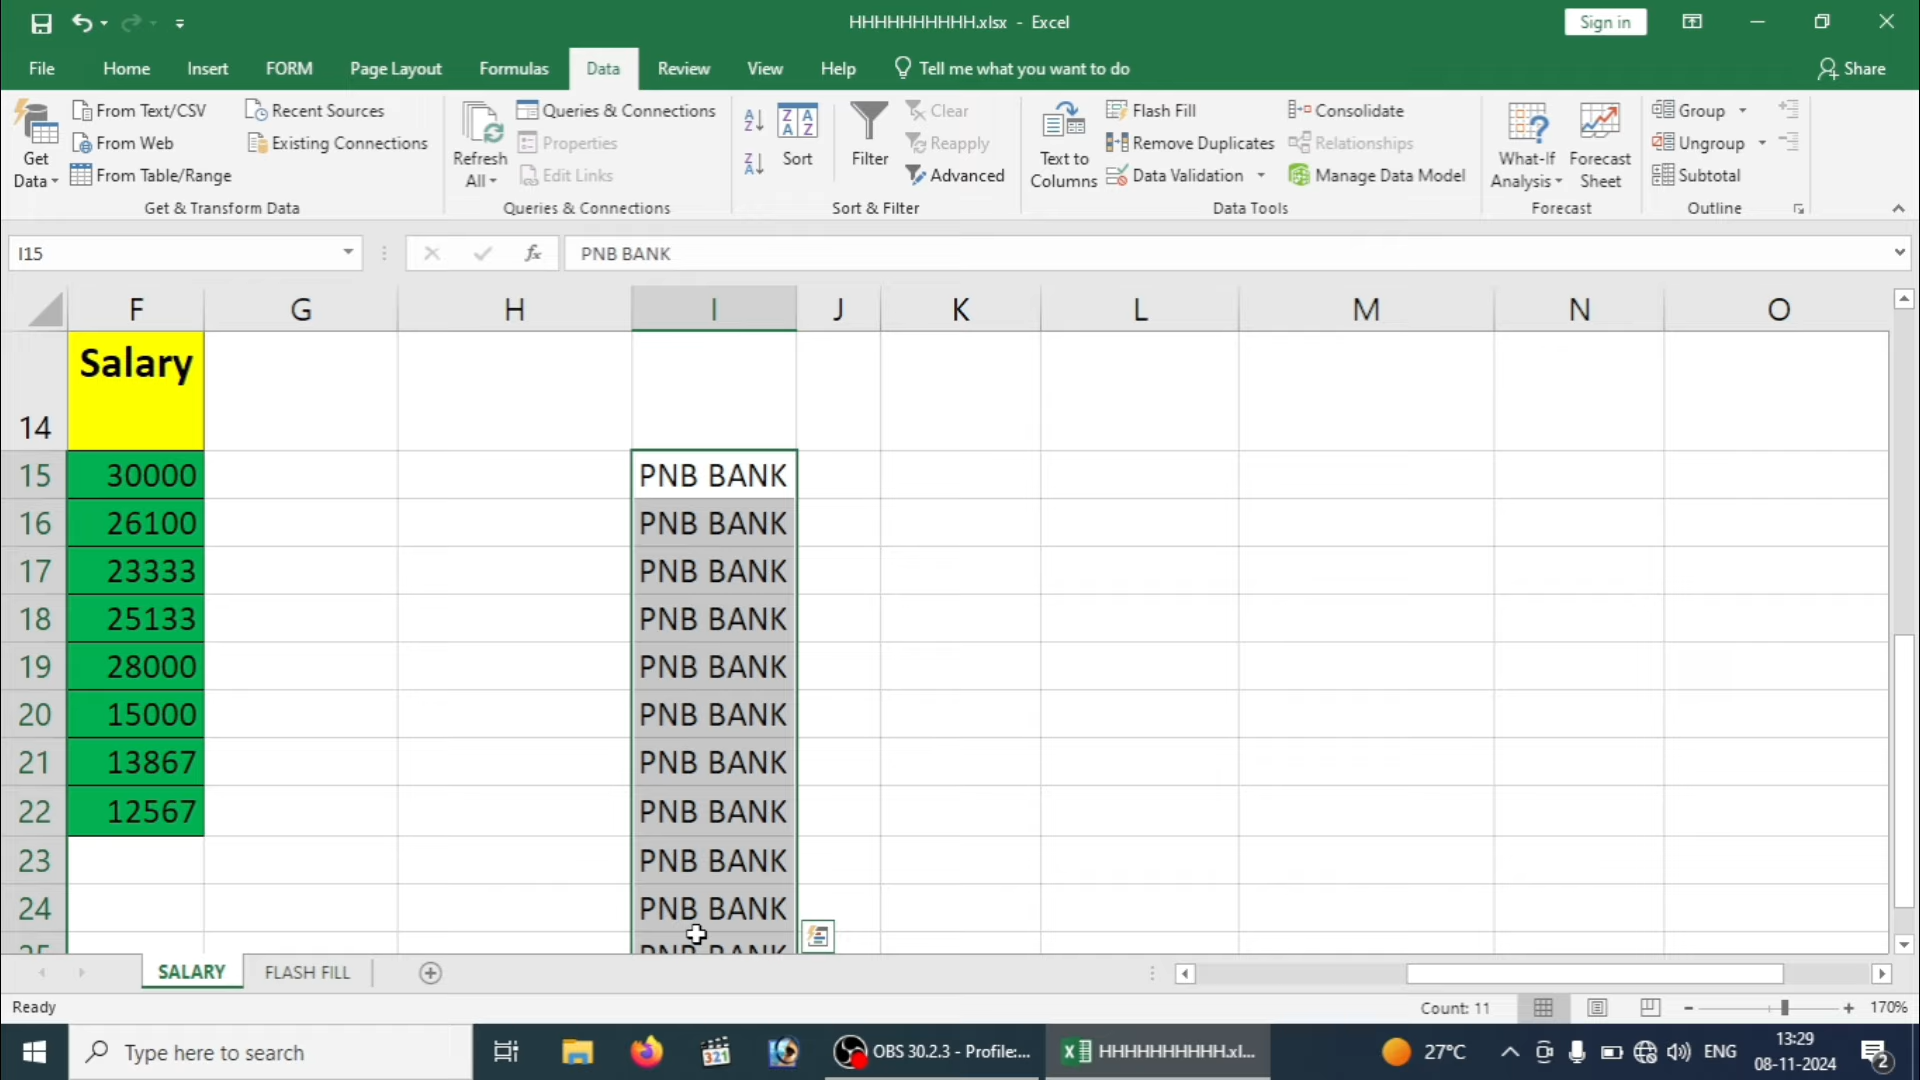 HHHHHHHHHH.xlsx - Excel
Sign in
File Home Insert FORM Page Layout Formulas Data Review View Help Tell me what you want to do Share
Get Data
From Text/CSV
From Web
From Table/Range
Recent Sources
Existing Connections
Get & Transform Data
Refresh All
Queries & Connections
Properties
Edit Links
Queries & Connections
Sort
Filter
Clear
Reapply
Advanced
Sort & Filter
Text to Columns
Flash Fill
Remove Duplicates
Data Validation
Consolidate
Relationships
Manage Data Model
Data Tools
What-If Analysis
Forecast Sheet
Forecast
Group
Ungroup
Subtotal
Outline
I15 fx PNB BANK
F G H I J K L M N O
14 Salary
15 30000 PNB BANK
16 26100 PNB BANK
17 23333 PNB BANK
18 25133 PNB BANK
19 28000 PNB BANK
20 15000 PNB BANK
21 13867 PNB BANK
22 12567 PNB BANK
23 PNB BANK
24 PNB BANK
25 PNB BANK
SALARY FLASH FILL
Ready Count: 11 170%
Type here to search
321
OBS 30.2.3 - Profile:...
HHHHHHHHHH.xl...
27°C
ENG
13:29
08-11-2024
2